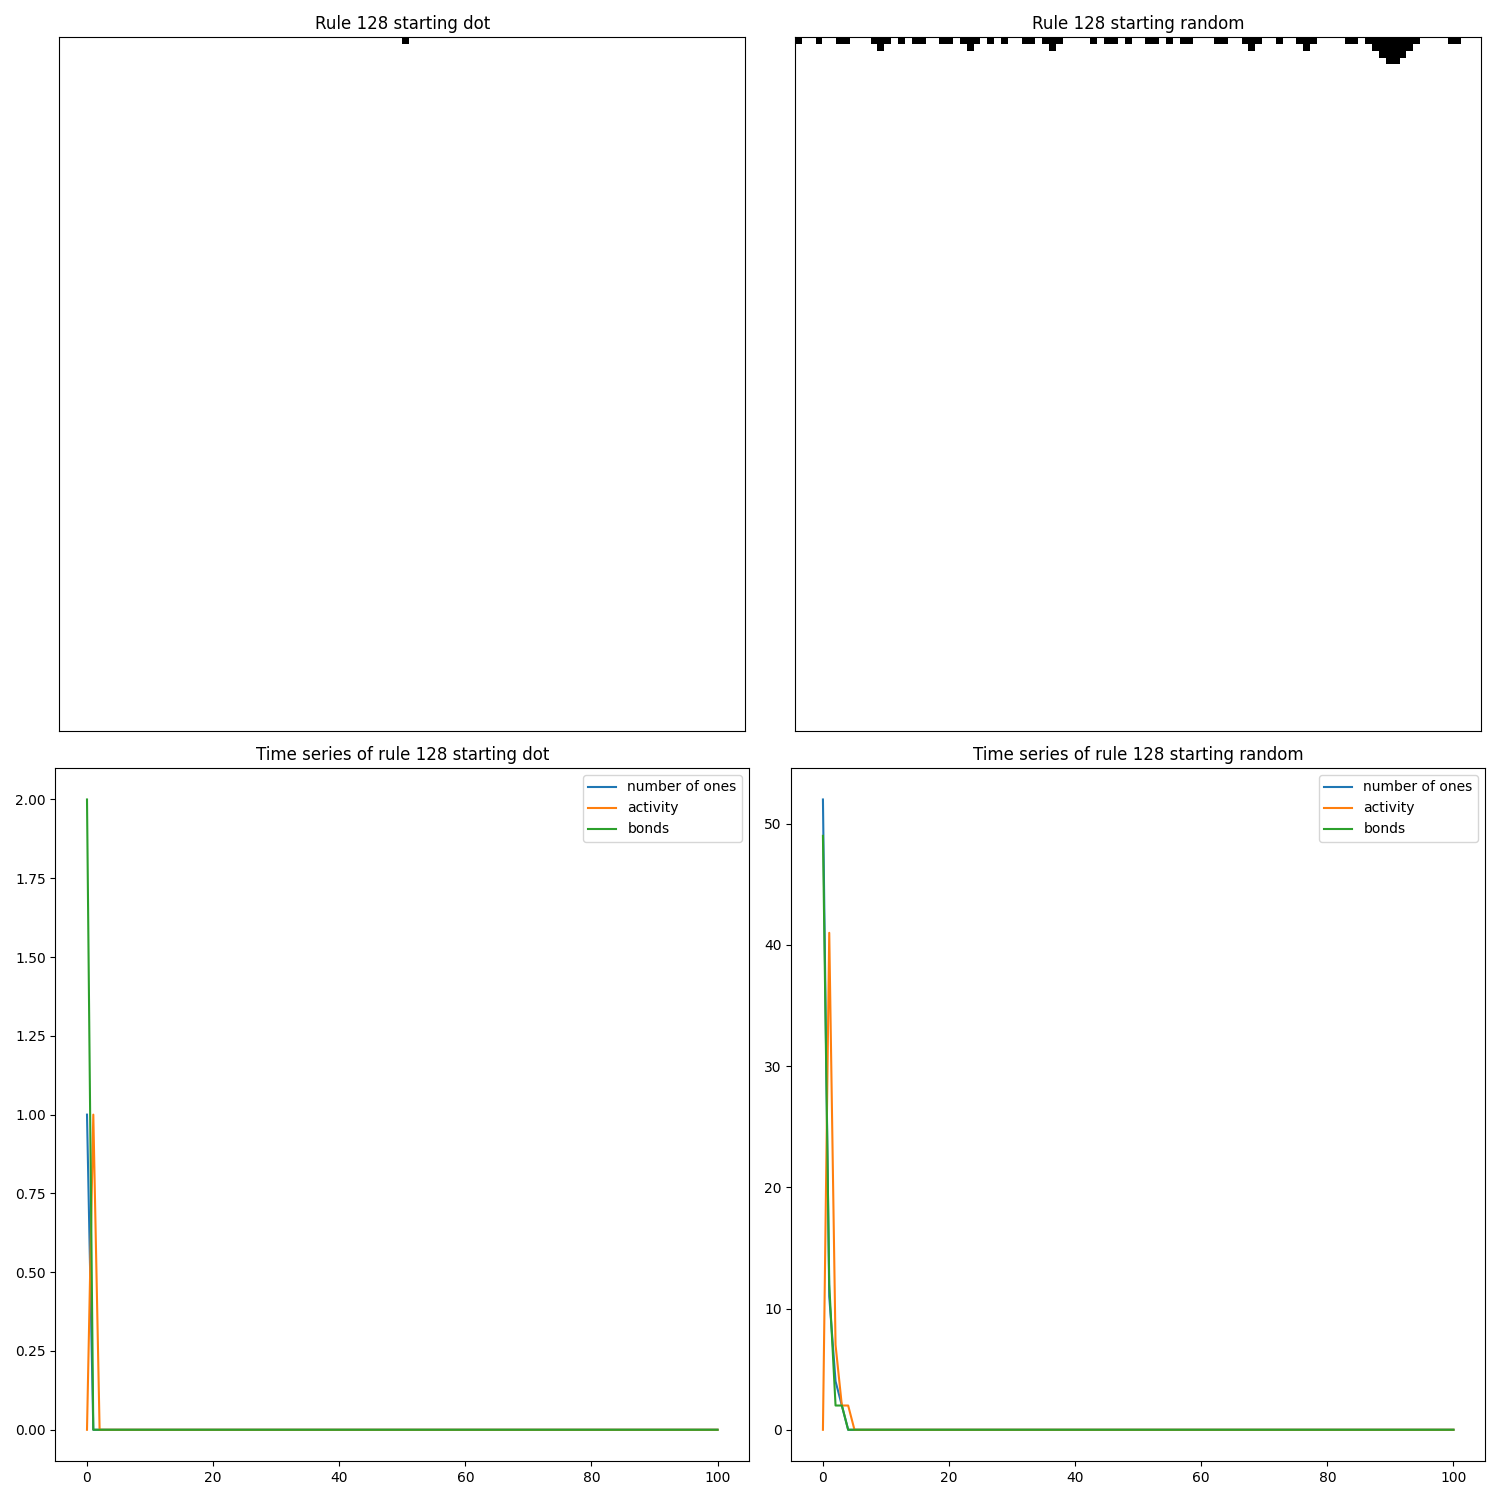 Rule 128 starting dot
Rule 128 starting random
Time series of rule 128 starting dot
number of ones
activity
bonds
2.00
1.75
1.50
1.25
1.00
0.75
0.50
0.25
0.00
0 20 40 60 80 100
Time series of rule 128 starting random
number of ones
activity
bonds
50
40
30
20
10
0
0 20 40 60 80 100